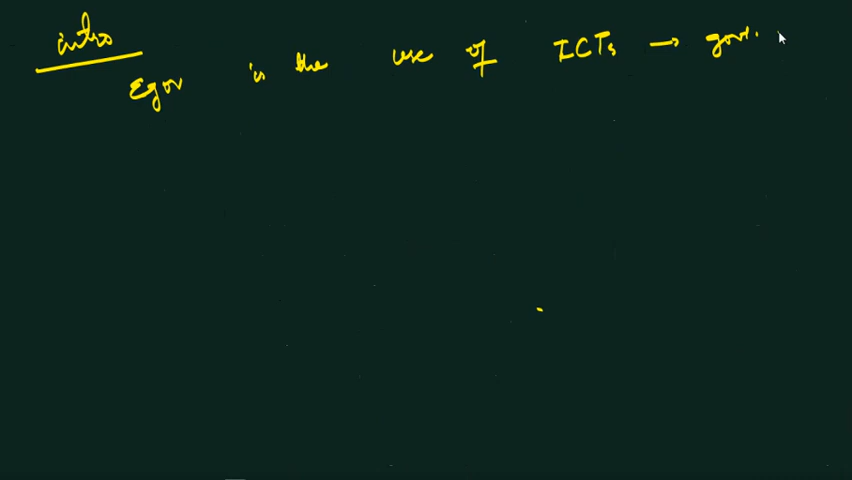 intro
Egov is the use of ICTs → govt.